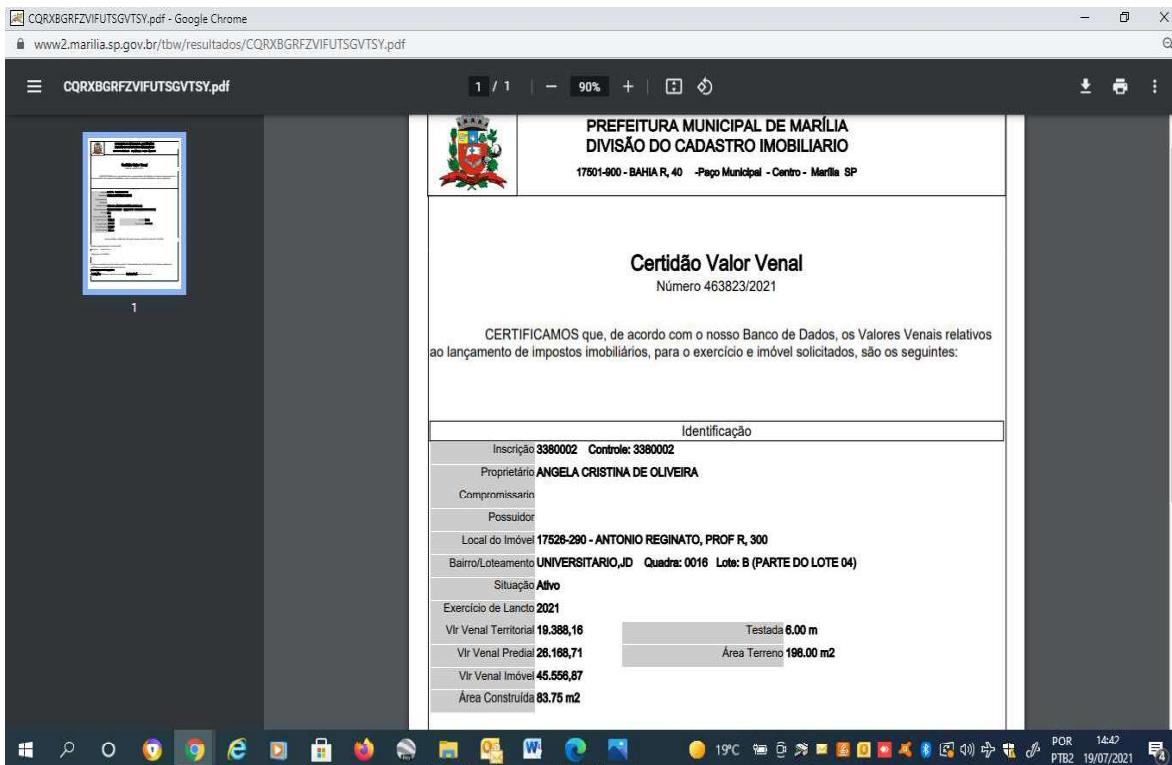 CQRXBGRFZVIFUTSGVTSY.pdf - Google Chrome
www2.marilia.sp.gov.br/tbw/resultados/CQRXBGRFZVIFUTSGVTSY.pdf
CQRXBGRFZVIFUTSGVTSY.pdf
1 / 1
90%
1
PREFEITURA MUNICIPAL DE MARÍLIA
DIVISÃO DO CADASTRO IMOBILIARIO
17501-900 - BAHIA R, 40 -Paço Municipal - Centro - Marília SP
Certidão Valor Venal
Número 463823/2021
CERTIFICAMOS que, de acordo com o nosso Banco de Dados, os Valores Venais relativos
ao lançamento de impostos imobiliários, para o exercício e imóvel solicitados, são os seguintes:
Identificação
Inscrição 3380002 Controle: 3380002
Proprietário ANGELA CRISTINA DE OLIVEIRA
Compromissario
Possuidor
Local do Imóvel 17526-290 - ANTONIO REGINATO, PROF R, 300
Bairro/Loteamento UNIVERSITARIO,JD Quadra: 0016 Lote: B (PARTE DO LOTE 04)
Situação Ativo
Exercício de Lancto 2021
Vlr Venal Territorial 19.388,16 Testada 6.00 m
Vlr Venal Predial 26.168,71 Área Terreno 198.00 m2
Vlr Venal Imóvel 45.556,87
Área Construída 83.75 m2
19°C
POR
PTB2
14:42
19/07/2021